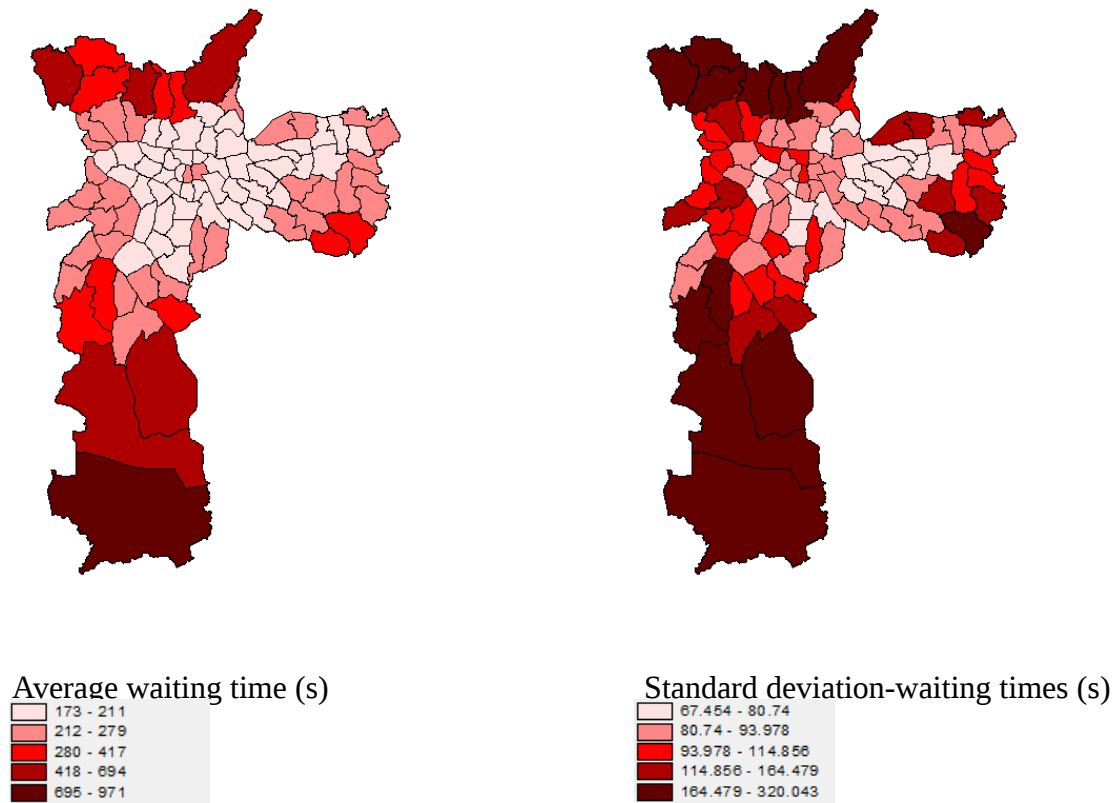 Average waiting time (s)
173 - 211
212 - 279
280 - 417
418 - 694
695 - 971
Standard deviation-waiting times (s)
67.454 - 80.74
80.74 - 93.978
93.978 - 114.856
114.856 - 164.479
164.479 - 320.043